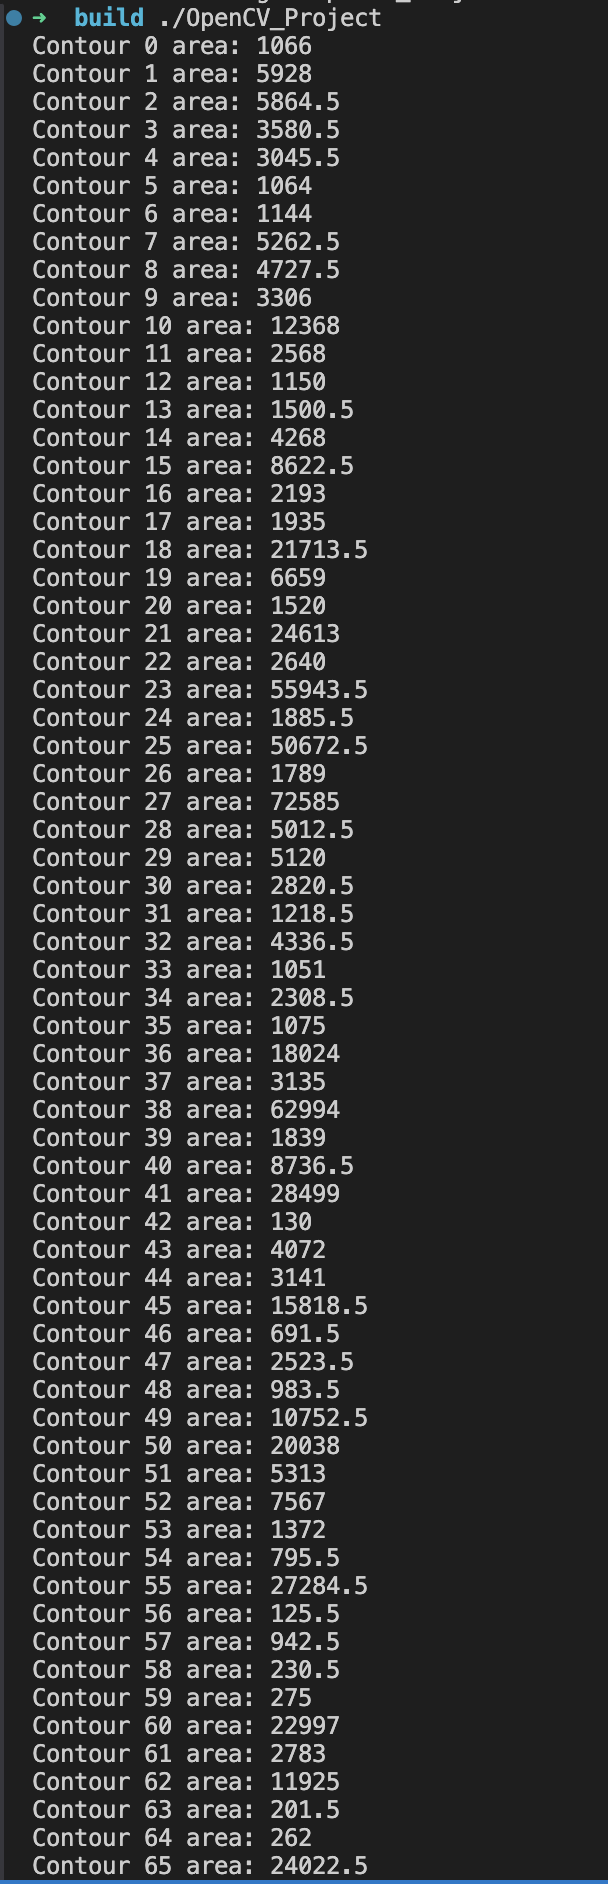 ➜ build ./OpenCV_Project
Contour 0 area: 1066
Contour 1 area: 5928
Contour 2 area: 5864.5
Contour 3 area: 3580.5
Contour 4 area: 3045.5
Contour 5 area: 1064
Contour 6 area: 1144
Contour 7 area: 5262.5
Contour 8 area: 4727.5
Contour 9 area: 3306
Contour 10 area: 12368
Contour 11 area: 2568
Contour 12 area: 1150
Contour 13 area: 1500.5
Contour 14 area: 4268
Contour 15 area: 8622.5
Contour 16 area: 2193
Contour 17 area: 1935
Contour 18 area: 21713.5
Contour 19 area: 6659
Contour 20 area: 1520
Contour 21 area: 24613
Contour 22 area: 2640
Contour 23 area: 55943.5
Contour 24 area: 1885.5
Contour 25 area: 50672.5
Contour 26 area: 1789
Contour 27 area: 72585
Contour 28 area: 5012.5
Contour 29 area: 5120
Contour 30 area: 2820.5
Contour 31 area: 1218.5
Contour 32 area: 4336.5
Contour 33 area: 1051
Contour 34 area: 2308.5
Contour 35 area: 1075
Contour 36 area: 18024
Contour 37 area: 3135
Contour 38 area: 62994
Contour 39 area: 1839
Contour 40 area: 8736.5
Contour 41 area: 28499
Contour 42 area: 130
Contour 43 area: 4072
Contour 44 area: 3141
Contour 45 area: 15818.5
Contour 46 area: 691.5
Contour 47 area: 2523.5
Contour 48 area: 983.5
Contour 49 area: 10752.5
Contour 50 area: 20038
Contour 51 area: 5313
Contour 52 area: 7567
Contour 53 area: 1372
Contour 54 area: 795.5
Contour 55 area: 27284.5
Contour 56 area: 125.5
Contour 57 area: 942.5
Contour 58 area: 230.5
Contour 59 area: 275
Contour 60 area: 22997
Contour 61 area: 2783
Contour 62 area: 11925
Contour 63 area: 201.5
Contour 64 area: 262
Contour 65 area: 24022.5